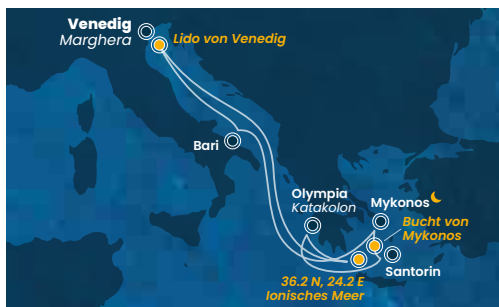 Venedig
Marghera
Lido von Venedig
Bari
Olympia
Katakolon
Mykonos
Bucht von
Mykonos
Santorin
36.2 N, 24.2 E
Ionisches Meer